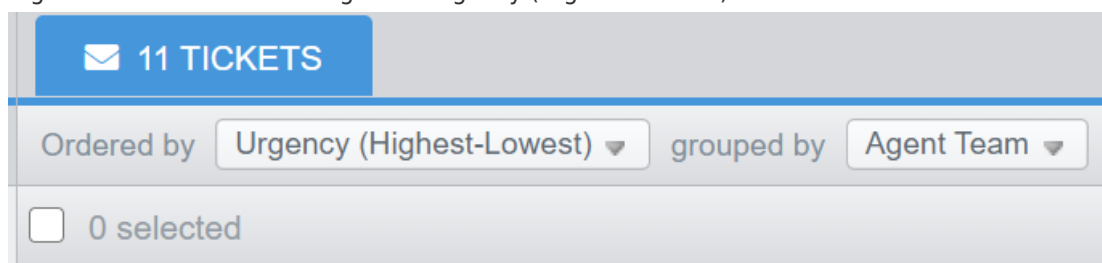 11 TICKETS
Ordered by Urgency (Highest-Lowest) grouped by Agent Team
0 selected